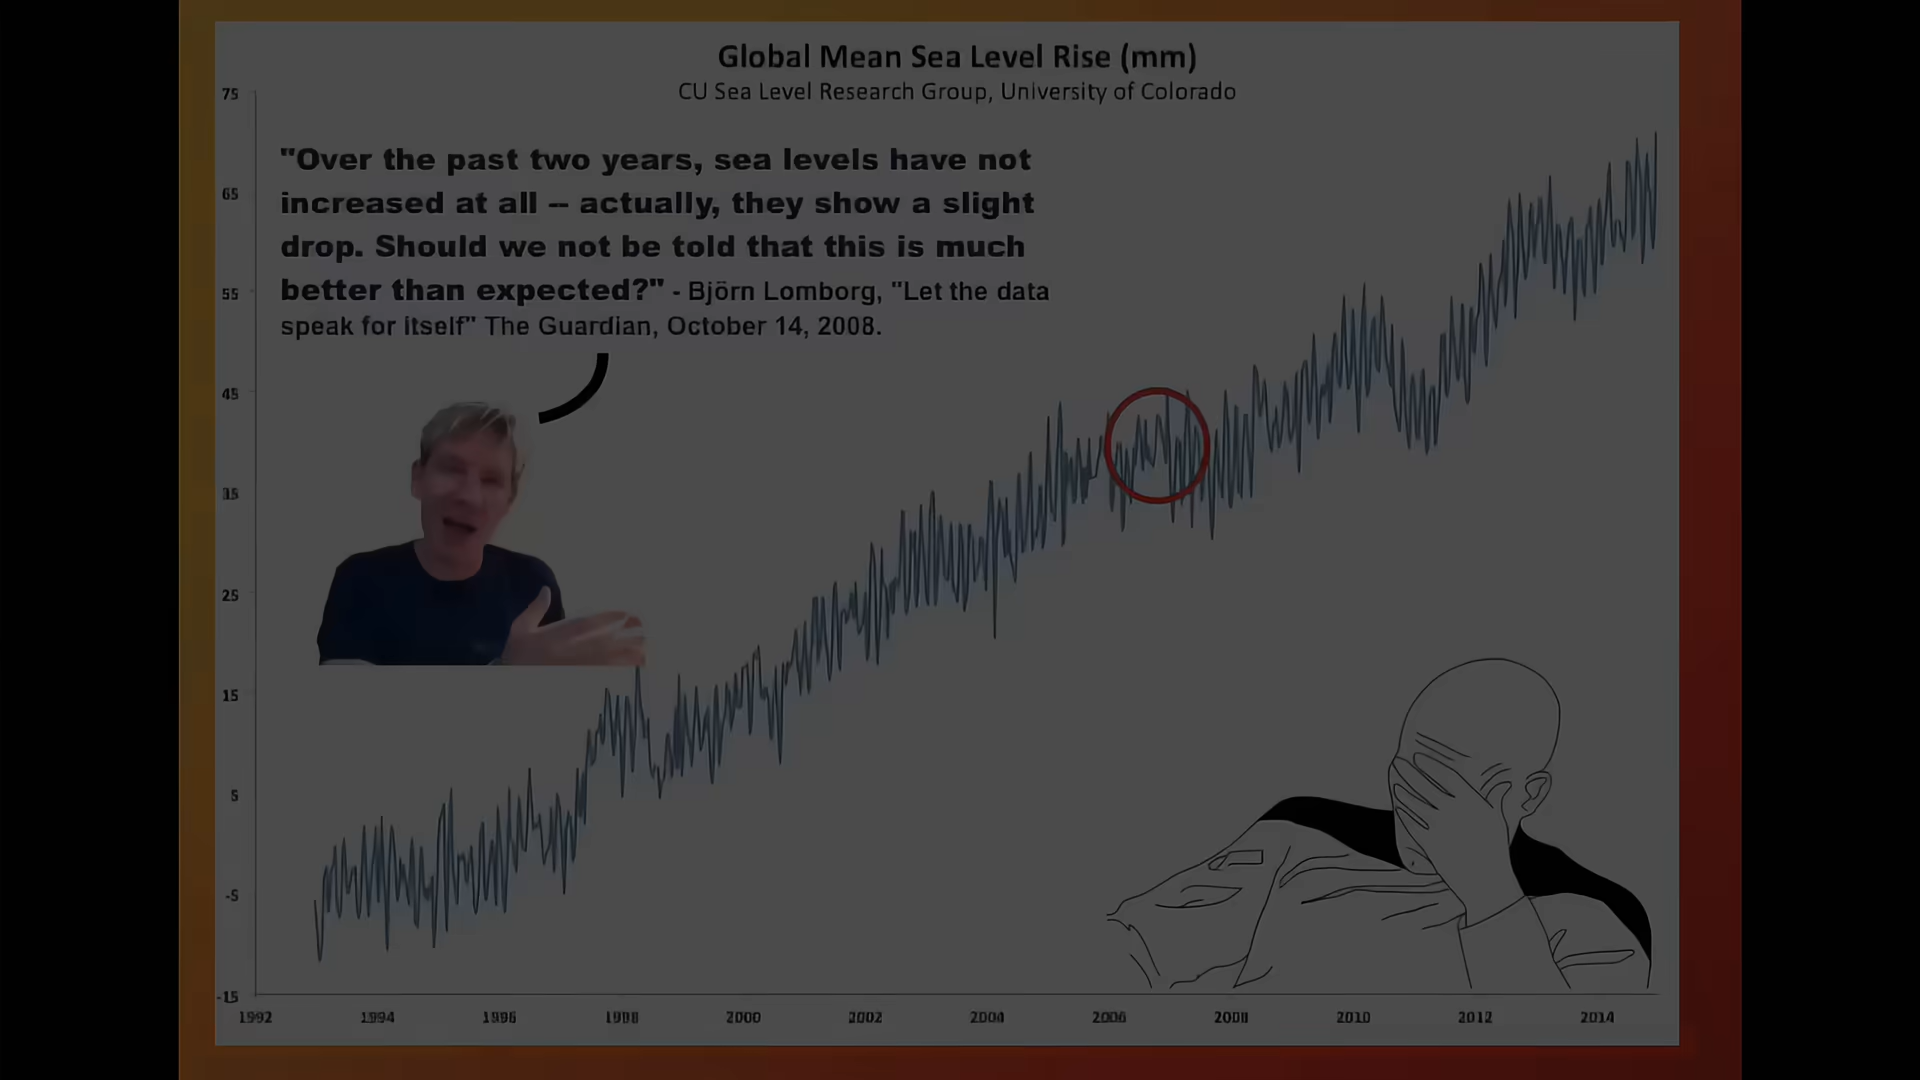 Global Mean Sea Level Rise (mm)
CU Sea Level Research Group, University of Colorado
"Over the past two years, sea levels have not
increased at all -- actually, they show a slight
drop. Should we not be told that this is much
better than expected?" - Björn Lomborg, "Let the data
speak for itself" The Guardian, October 14, 2008.
75
65
55
45
35
25
15
5
-5
-15
1992 1994 1996 1998 2000 2002 2004 2006 2008 2010 2012 2014